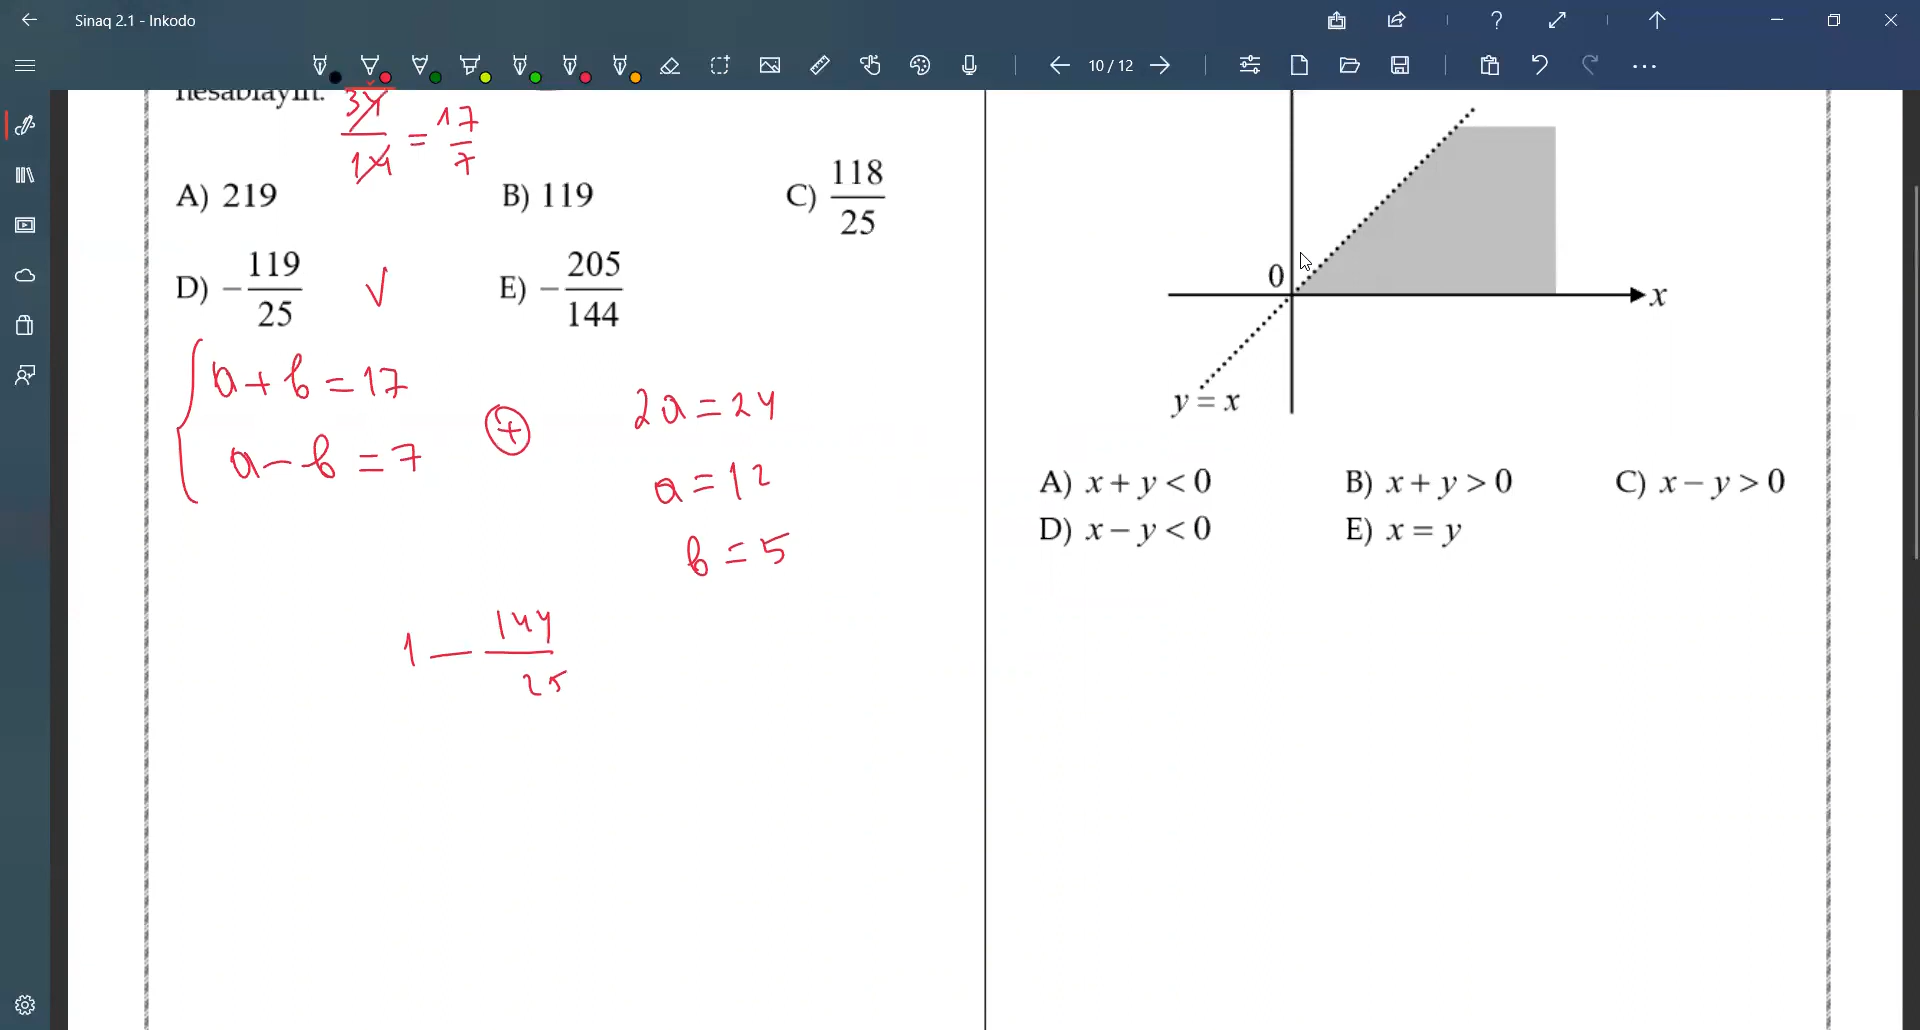 Sinaq 2.1 - Inkodo
10 / 12
hesablayın.
34/14 = 17/7
A) 219 B) 119 C) 118/25
D) -119/25 √ E) -205/144
a + b = 17
a - b = 7
+
2a = 24
a = 12
b = 5
1 - 144/25
0
x
y = x
A) x + y < 0 B) x + y > 0 C) x - y > 0
D) x - y < 0 E) x = y